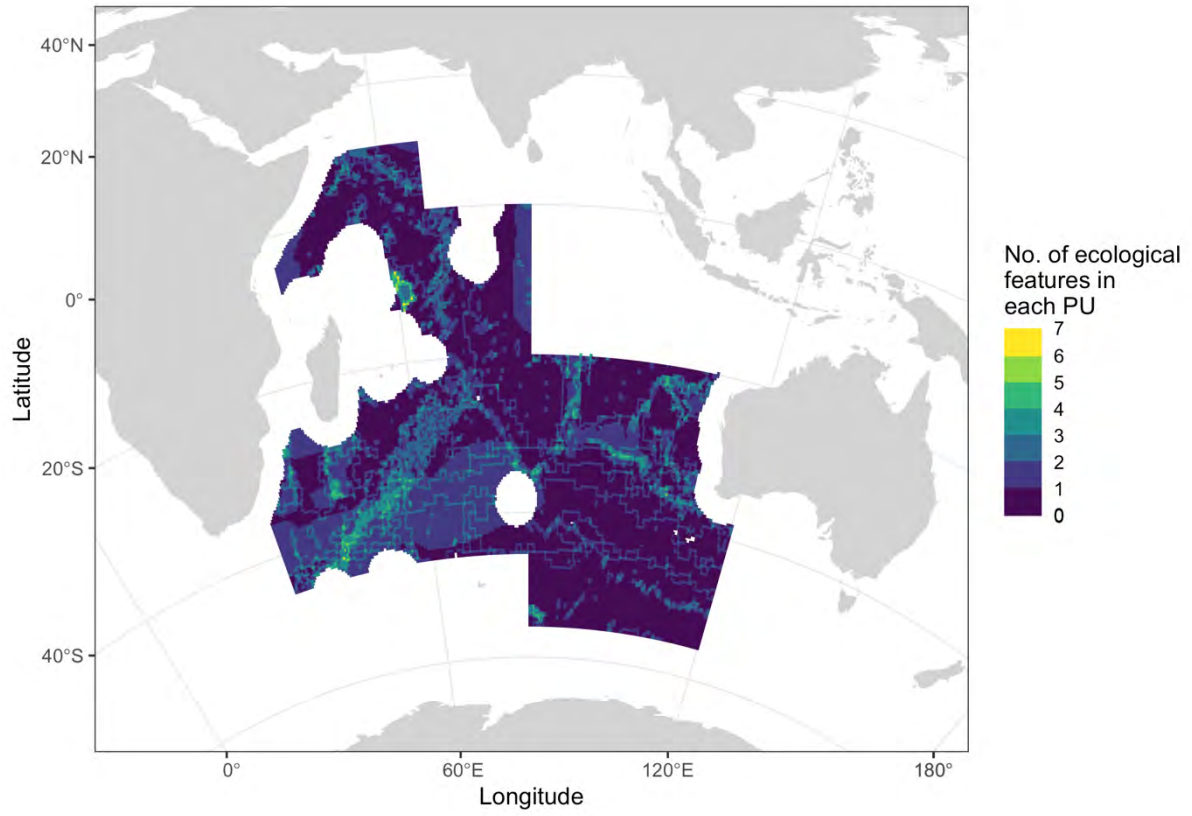 40°N
20°N
0°
20°S
40°S
Latitude
0°
60°E
120°E
180°
Longitude
No. of ecological
features in
each PU
7
6
5
4
3
2
1
0